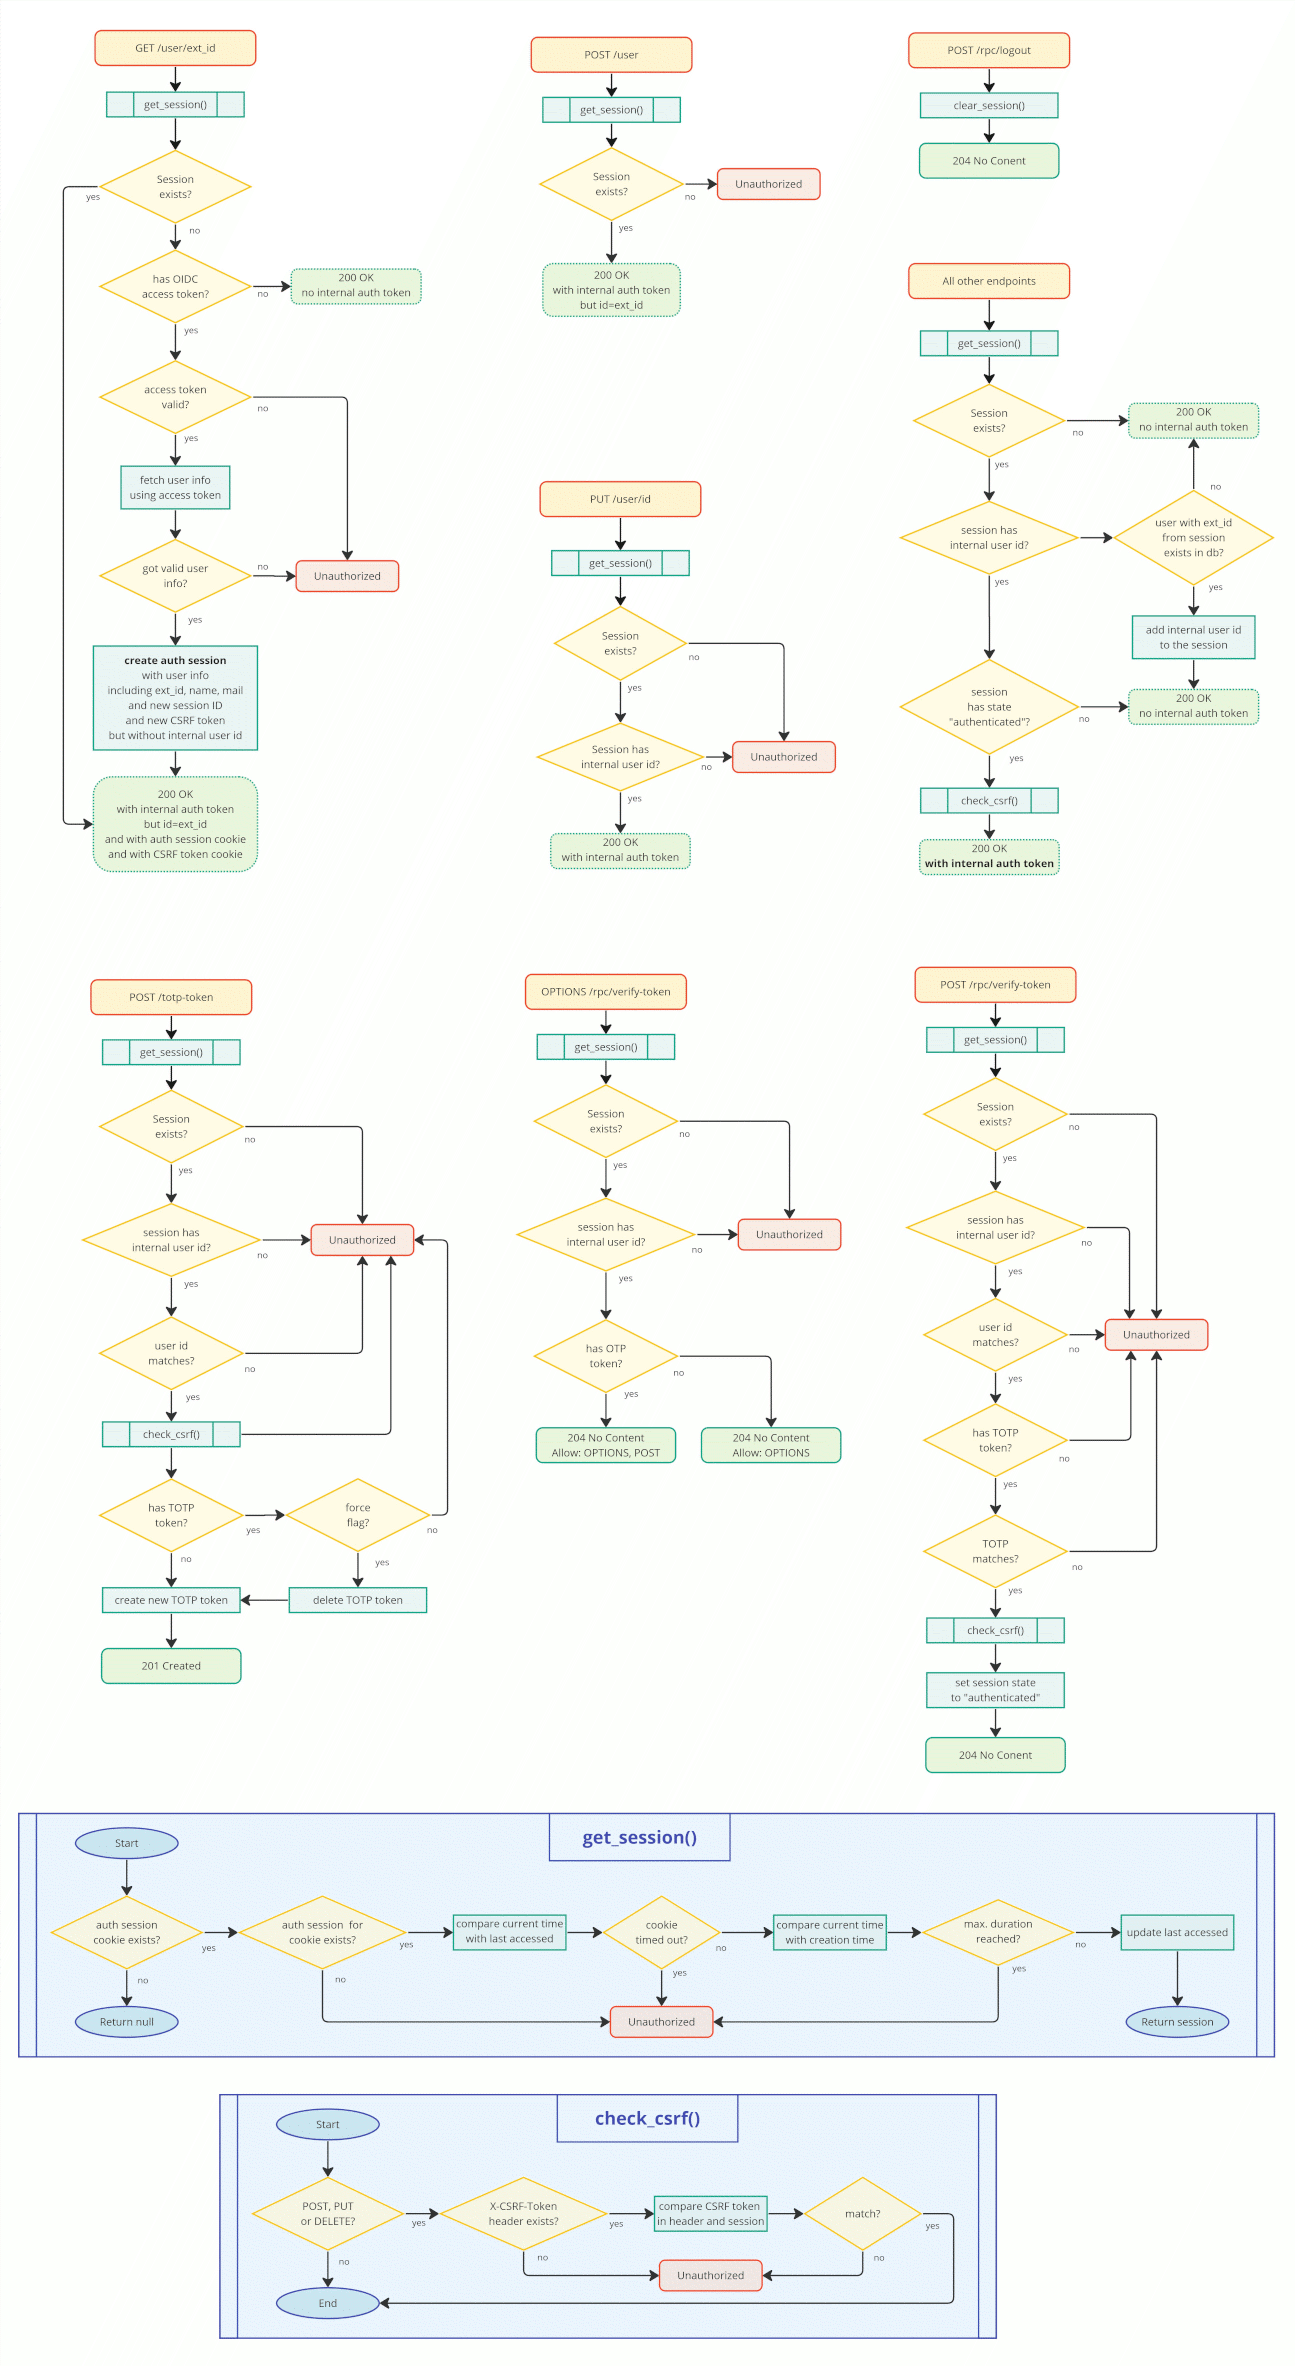 GET /user/ext_id
get_session()
Session
exists?
yes
no
has OIDC
access token?
no
200 OK
no internal auth token
yes
access token
valid?
no
yes
fetch user info
using access token
got valid user
info?
no
Unauthorized
yes
create auth session
with user info
including ext_id, name, mail
and new session ID
and new CSRF token
but without internal user id
200 OK
with internal auth token
but id=ext_id
and with auth session cookie
and with CSRF token cookie
POST /user
get_session()
Session
exists?
no
Unauthorized
yes
200 OK
with internal auth token
but id=ext_id
POST /rpc/logout
clear_session()
204 No Conent
PUT /user/id
get_session()
Session
exists?
no
yes
Session has
internal user id?
no
Unauthorized
yes
200 OK
with internal auth token
All other endpoints
get_session()
Session
exists?
no
200 OK
no internal auth token
yes
no
session has
internal user id?
user with ext_id
from session
exists in db?
yes
yes
add internal user id
to the session
session
has state
"authenticated"?
no
200 OK
no internal auth token
yes
check_csrf()
200 OK
with internal auth token
POST /totp-token
get_session()
Session
exists?
no
yes
session has
internal user id?
no
Unauthorized
yes
user id
matches?
no
yes
check_csrf()
has TOTP
token?
yes
force
flag?
no
no
yes
create new TOTP token
delete TOTP token
201 Created
OPTIONS /rpc/verify-token
get_session()
Session
exists?
no
yes
session has
internal user id?
no
Unauthorized
yes
has OTP
token?
no
yes
204 No Content
Allow: OPTIONS, POST
204 No Content
Allow: OPTIONS
POST /rpc/verify-token
get_session()
Session
exists?
no
yes
session has
internal user id?
no
yes
user id
matches?
no
Unauthorized
yes
has TOTP
token?
no
yes
TOTP
matches?
no
yes
check_csrf()
set session state
to "authenticated"
204 No Conent
get_session()
Start
auth session
cookie exists?
yes
auth session for
cookie exists?
yes
compare current time
with last accessed
cookie
timed out?
no
compare current time
with creation time
max. duration
reached?
no
update last accessed
no
no
yes
yes
Return null
Unauthorized
Return session
check_csrf()
Start
POST, PUT
or DELETE?
yes
X-CSRF-Token
header exists?
yes
compare CSRF token
in header and session
match?
yes
no
no
no
Unauthorized
End